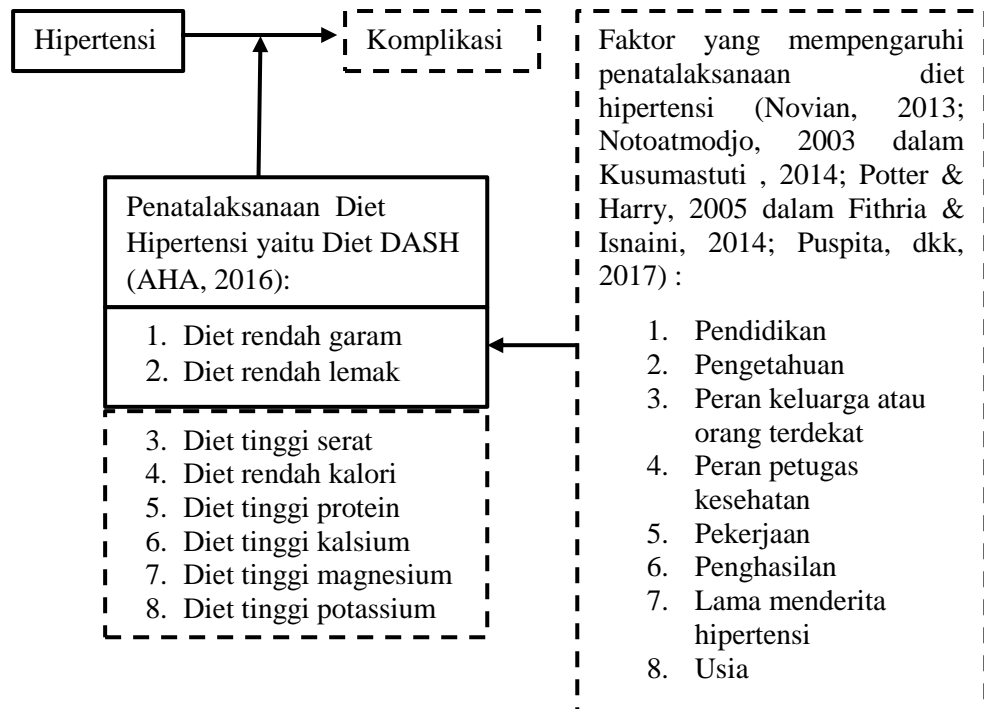 Hipertensi
Komplikasi
Penatalaksanaan Diet
Hipertensi yaitu Diet DASH
(AHA, 2016):
1. Diet rendah garam
2. Diet rendah lemak
3. Diet tinggi serat
4. Diet rendah kalori
5. Diet tinggi protein
6. Diet tinggi kalsium
7. Diet tinggi magnesium
8. Diet tinggi potassium
Faktor yang mempengaruhi
penatalaksanaan diet
hipertensi (Novian, 2013;
Notoatmodjo, 2003 dalam
Kusumastuti , 2014; Potter &
Harry, 2005 dalam Fithria &
Isnaini, 2014; Puspita, dkk,
2017) :
1. Pendidikan
2. Pengetahuan
3. Peran keluarga atau
orang terdekat
4. Peran petugas
kesehatan
5. Pekerjaan
6. Penghasilan
7. Lama menderita
hipertensi
8. Usia